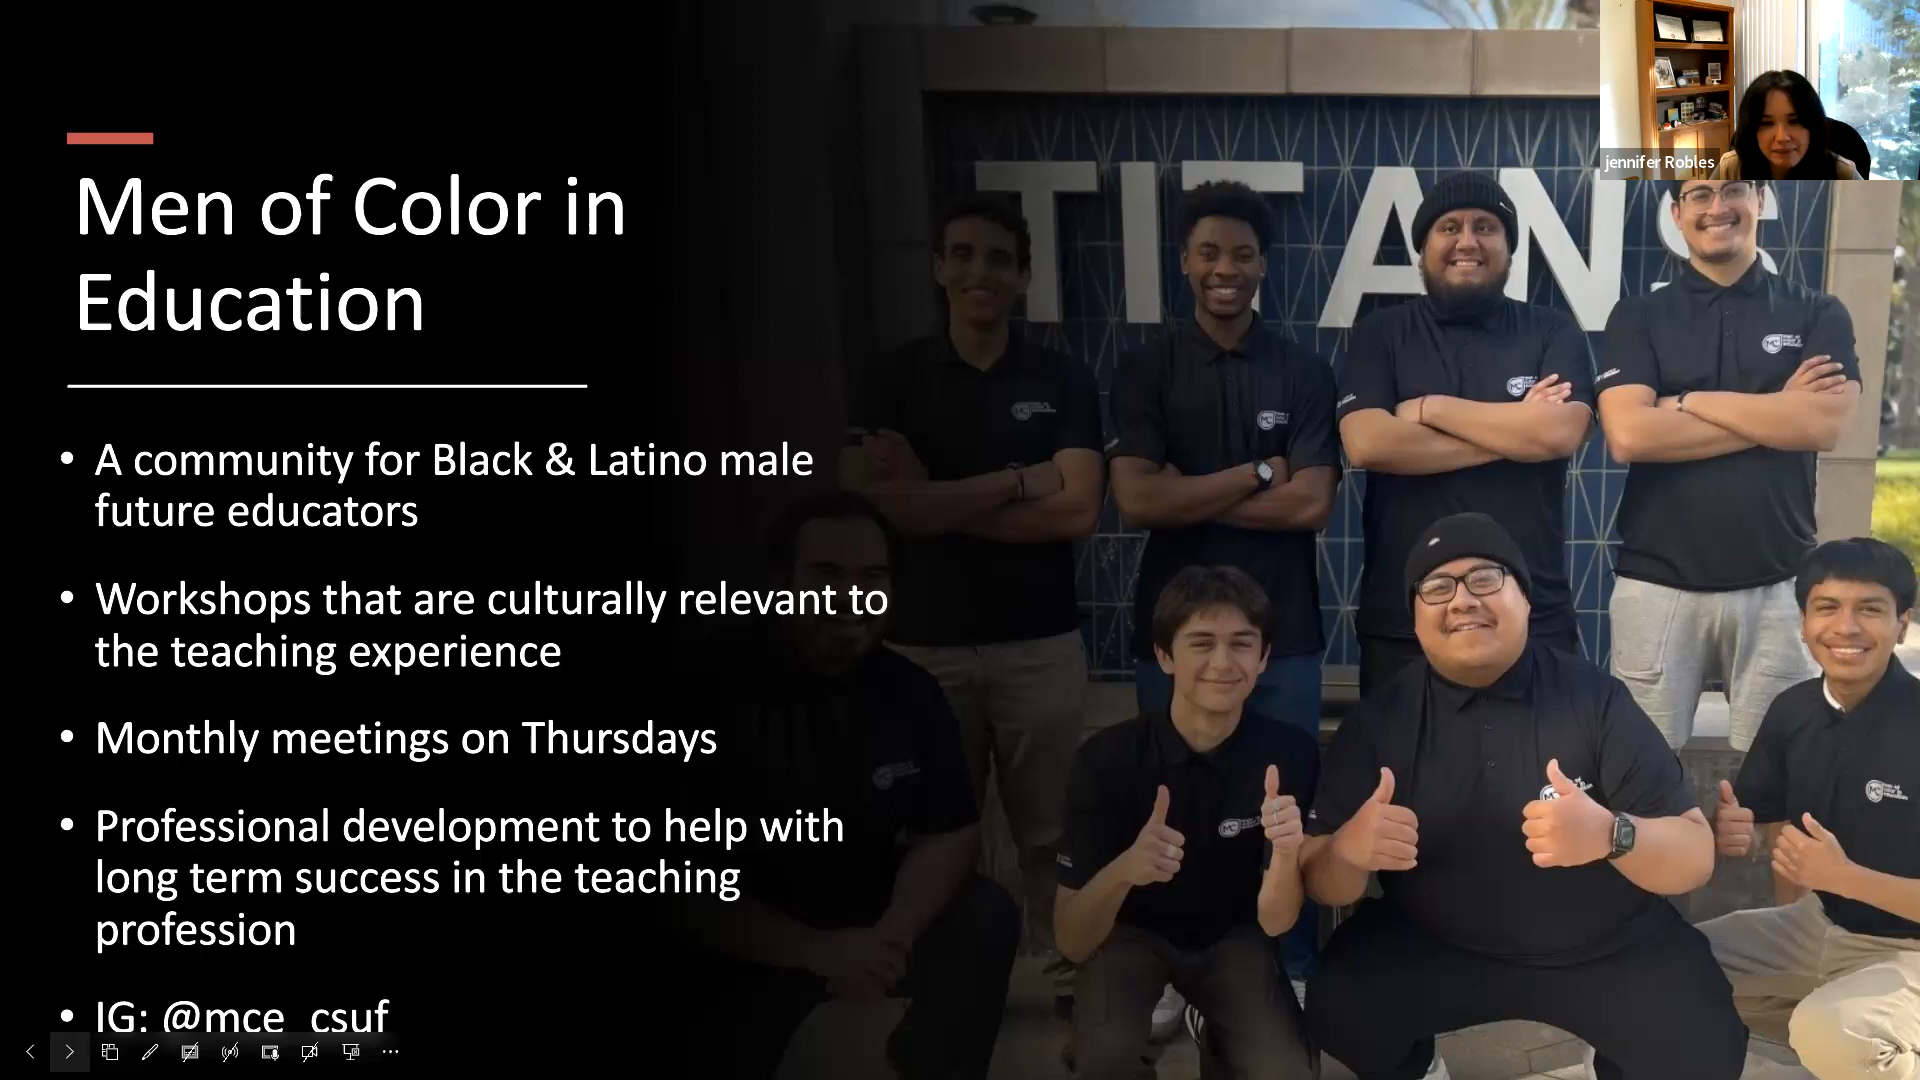 Men of Color in
Education
• A community for Black & Latino male
future educators
• Workshops that are culturally relevant to
the teaching experience
• Monthly meetings on Thursdays
• Professional development to help with
long term success in the teaching
profession
• IG: @mce_csuf
TITANS
jennifer Robles